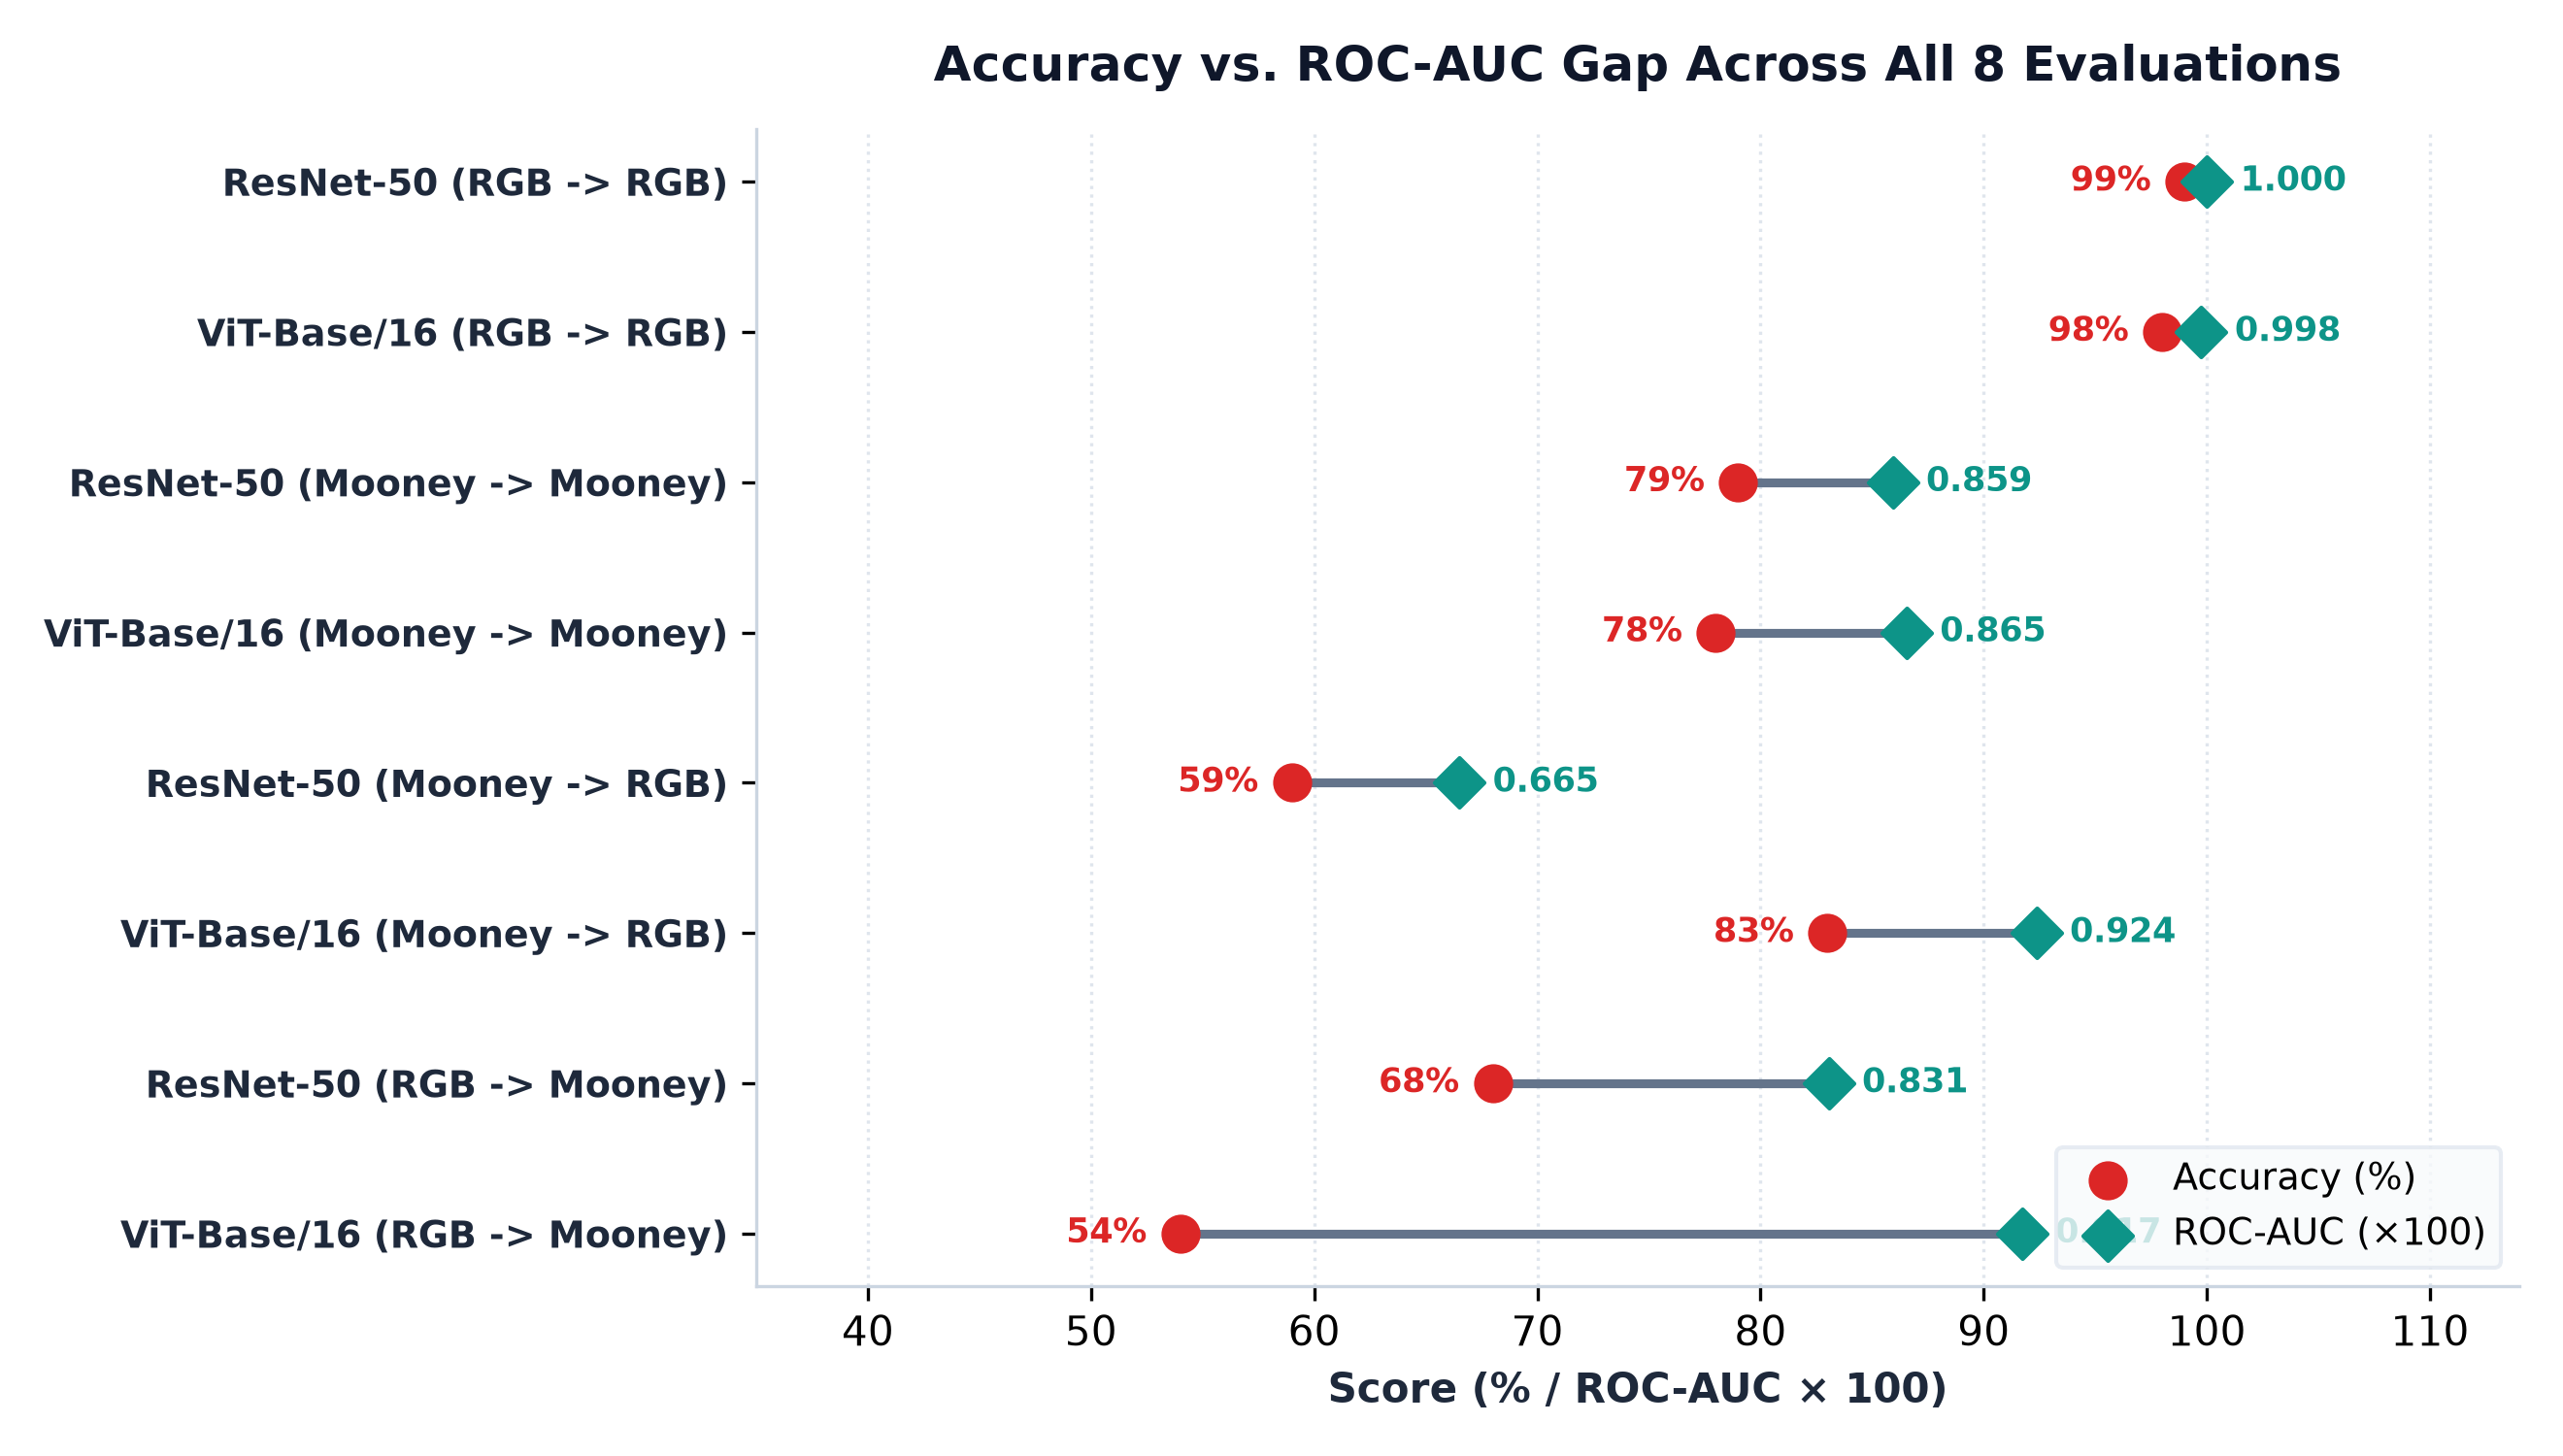 Accuracy vs. ROC-AUC Gap Across All 8 Evaluations
ResNet-50 (RGB -> RGB)
99%
1.000
ViT-Base/16 (RGB -> RGB)
98%
0.998
ResNet-50 (Mooney -> Mooney)
79%
0.859
ViT-Base/16 (Mooney -> Mooney)
78%
0.865
ResNet-50 (Mooney -> RGB)
59%
0.665
ViT-Base/16 (Mooney -> RGB)
83%
0.924
ResNet-50 (RGB -> Mooney)
68%
0.831
ViT-Base/16 (RGB -> Mooney)
54%
Accuracy (%)
ROC-AUC (×100)
40 50 60 70 80 90 100 110
Score (% / ROC-AUC × 100)